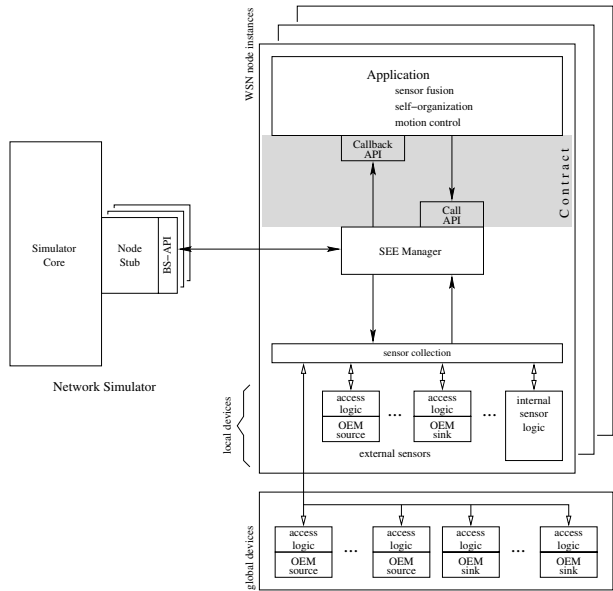 WSN node instances
Application
sensor fusion
self-organization
motion control
Callback
API
Contract
Call
API
Simulator
Core
Node
Stub
BS-API
SEE Manager
sensor collection
Network Simulator
local devices
access
logic
OEM
source
...
access
logic
OEM
sink
...
internal
sensor
logic
external sensors
global devices
access
logic
OEM
source
...
access
logic
OEM
source
access
logic
OEM
sink
...
access
logic
OEM
sink